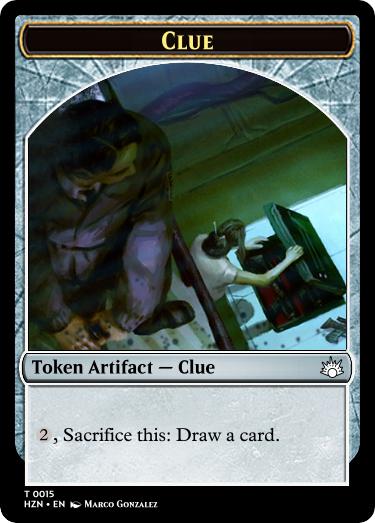 Clue
Token Artifact — Clue
2, Sacrifice this: Draw a card.
T 0015
HZN • EN Marco Gonzalez